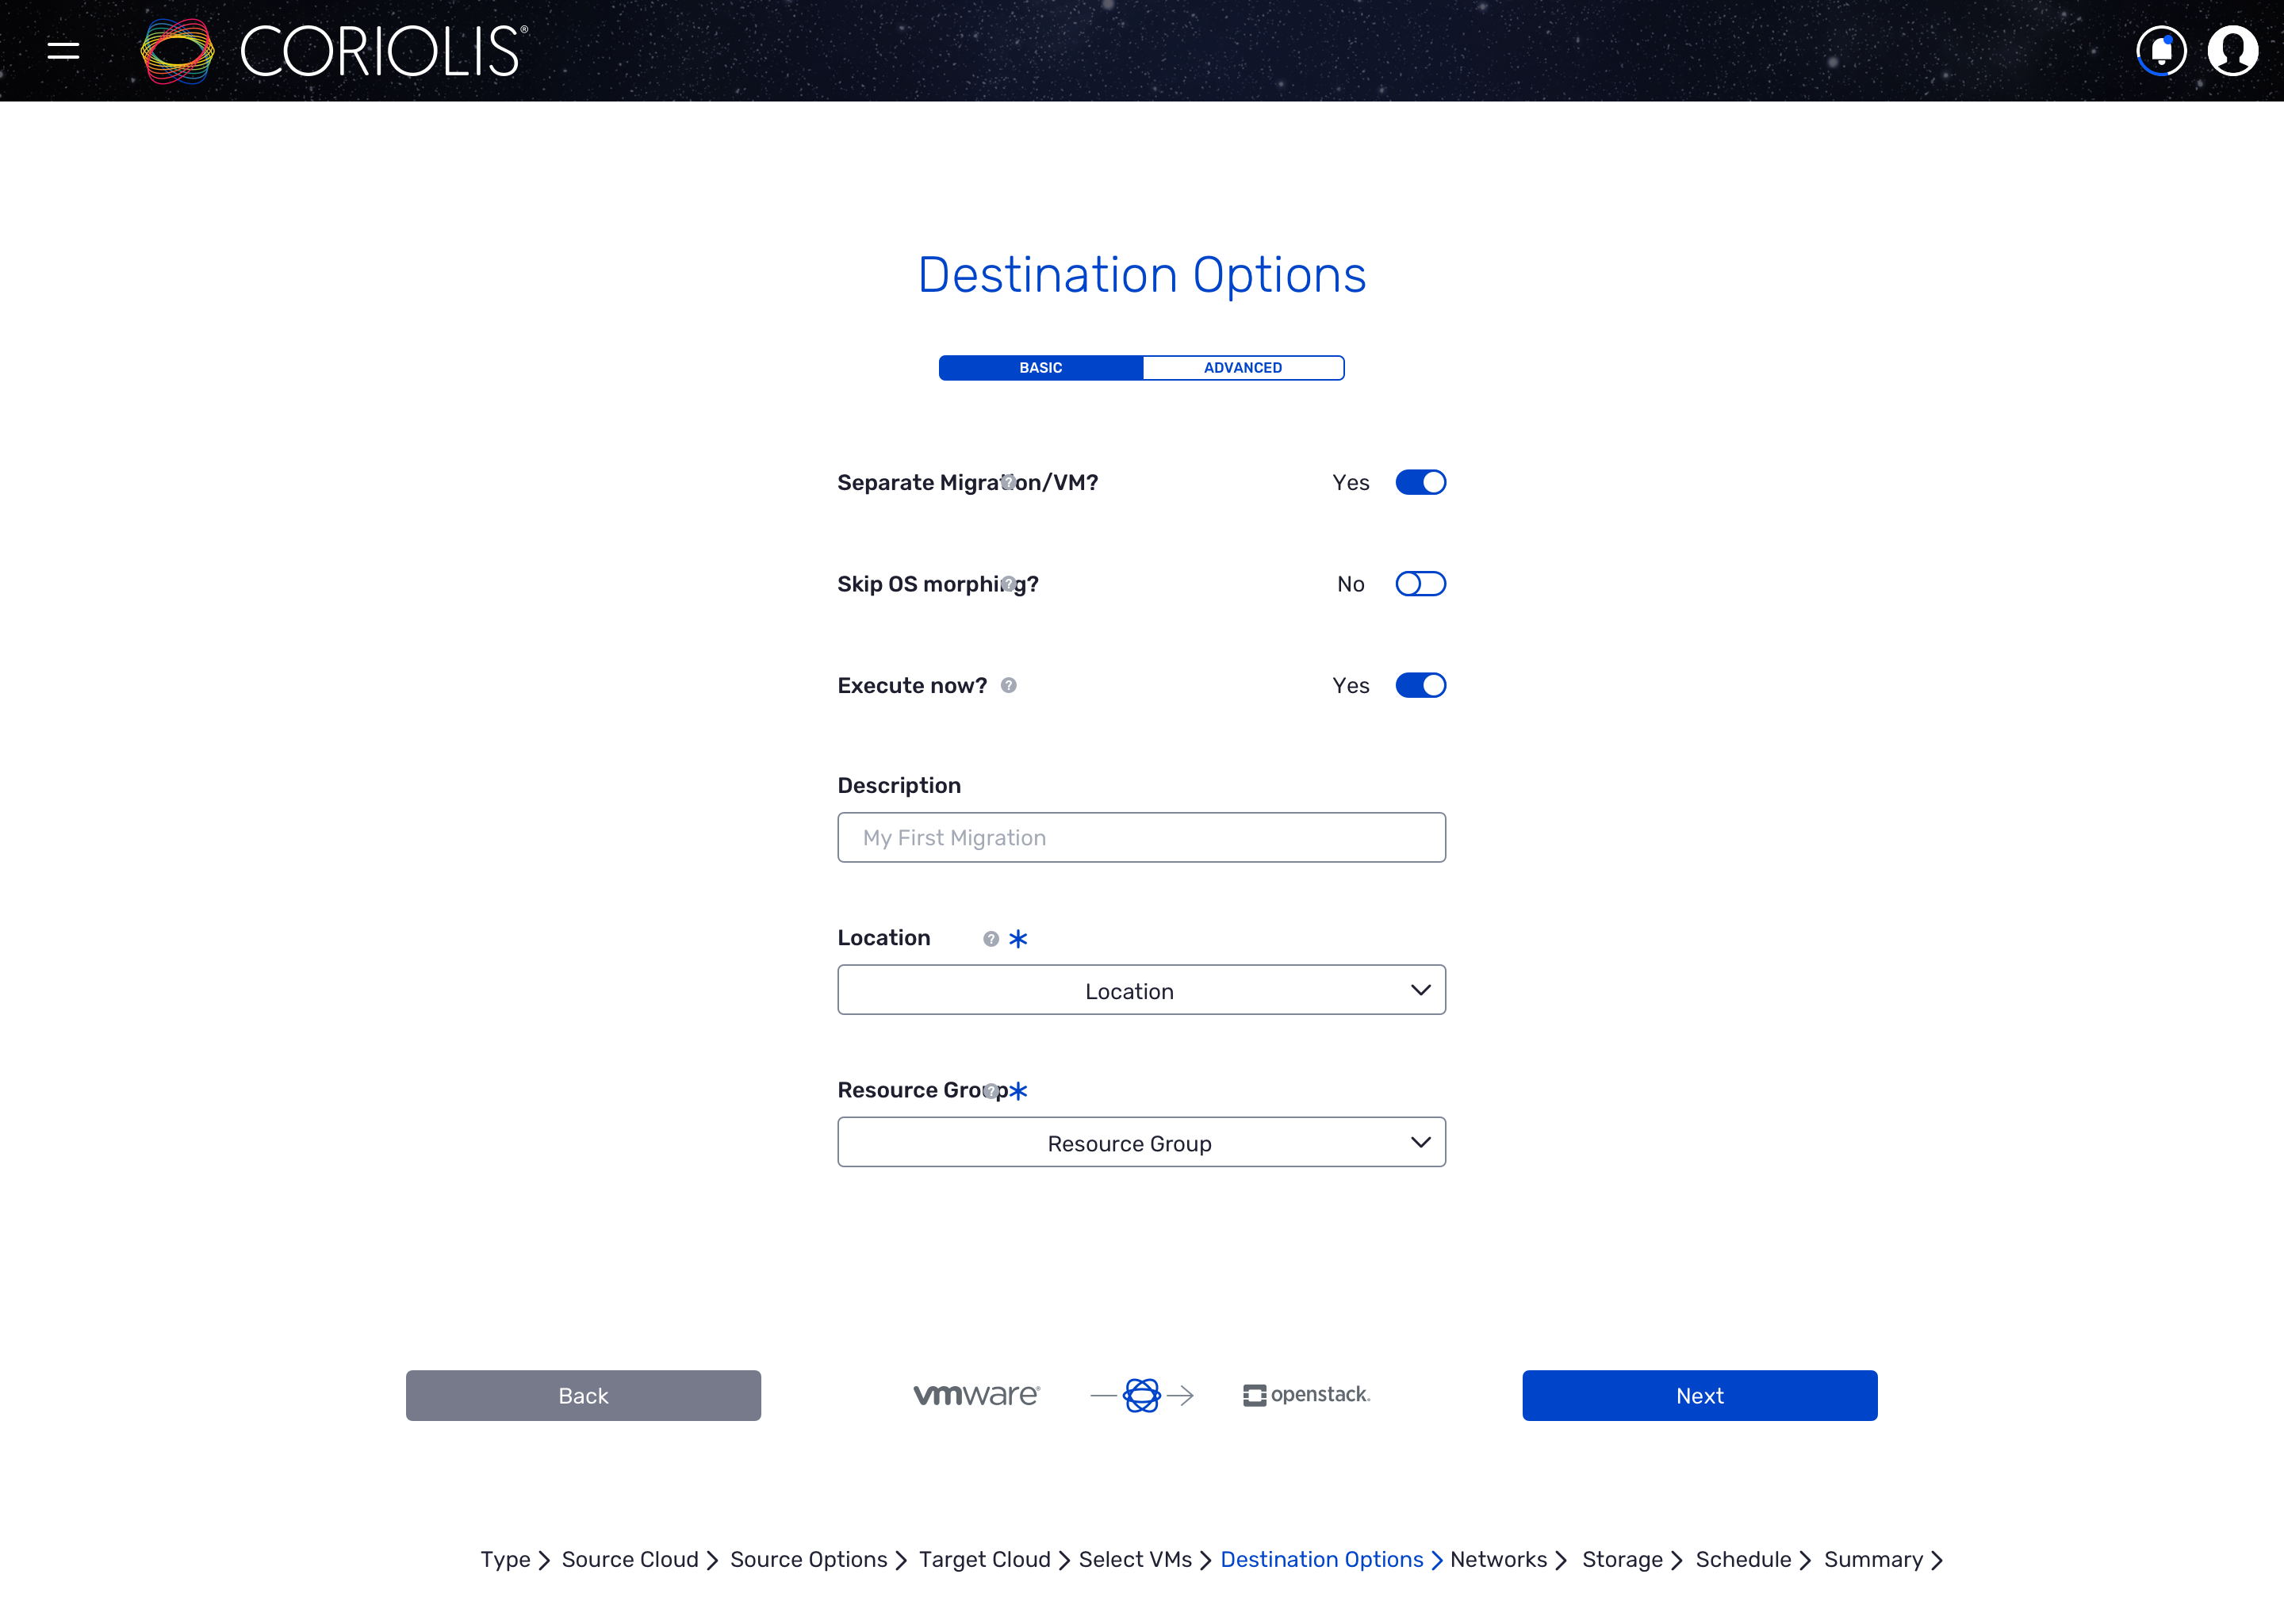 CORIOLIS®
Destination Options
BASIC ADVANCED
Separate Migration/VM? Yes
Skip OS morphing? No
Execute now? Yes
Description
My First Migration
Location
Location
Resource Group
Resource Group
Back vmware® openstack. Next
Type Source Cloud Source Options Target Cloud Select VMs Destination Options Networks Storage Schedule Summary